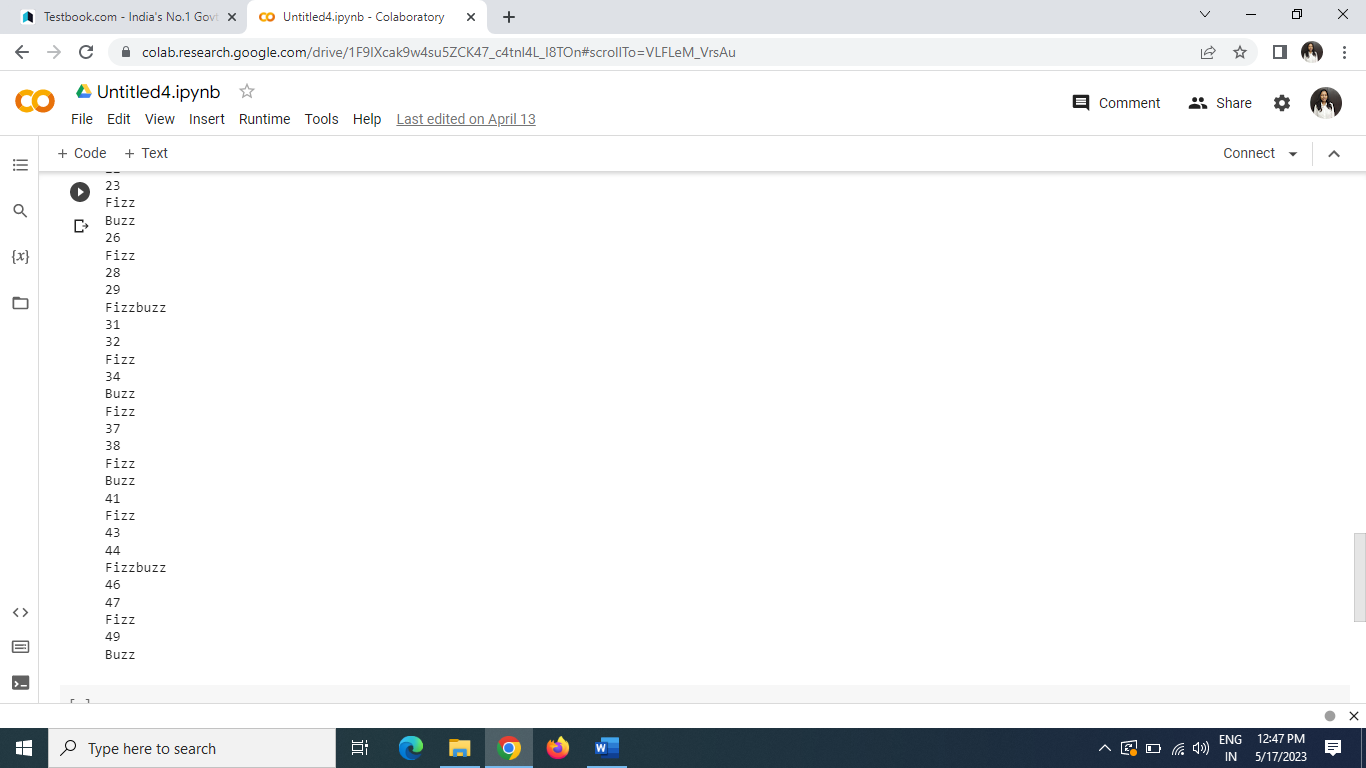 Testbook.com - India's No.1 Govt
Untitled4.ipynb - Colaboratory
colab.research.google.com/drive/1F9IXcak9w4su5ZCK47_c4tnl4L_I8TOn#scrollTo=VLFLeM_VrsAu
Untitled4.ipynb
Comment
Share
File Edit View Insert Runtime Tools Help Last edited on April 13
+ Code + Text
Connect
23
Fizz
Buzz
26
Fizz
28
29
Fizzbuzz
31
32
Fizz
34
Buzz
Fizz
37
38
Fizz
Buzz
41
Fizz
43
44
Fizzbuzz
46
47
Fizz
49
Buzz
{x}
<>
[ ]
Type here to search
ENG
IN
12:47 PM
5/17/2023